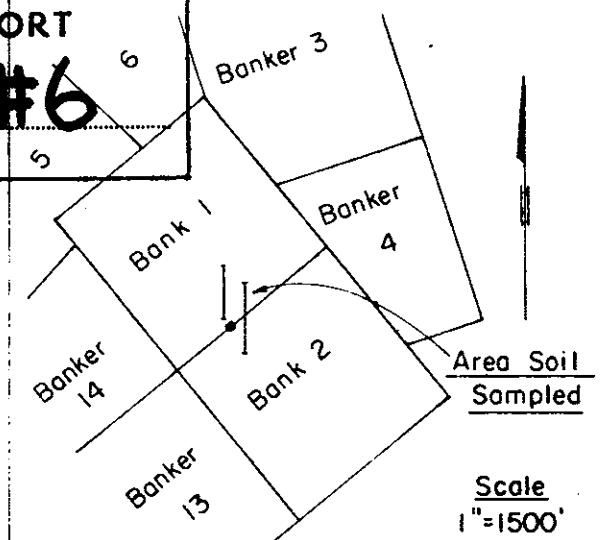 ORT
#6
6
5
Banker 3
Bank 1
Banker
4
Banker
14
Bank 2
Banker
13
Area Soil
Sampled
Scale
1"=1500'